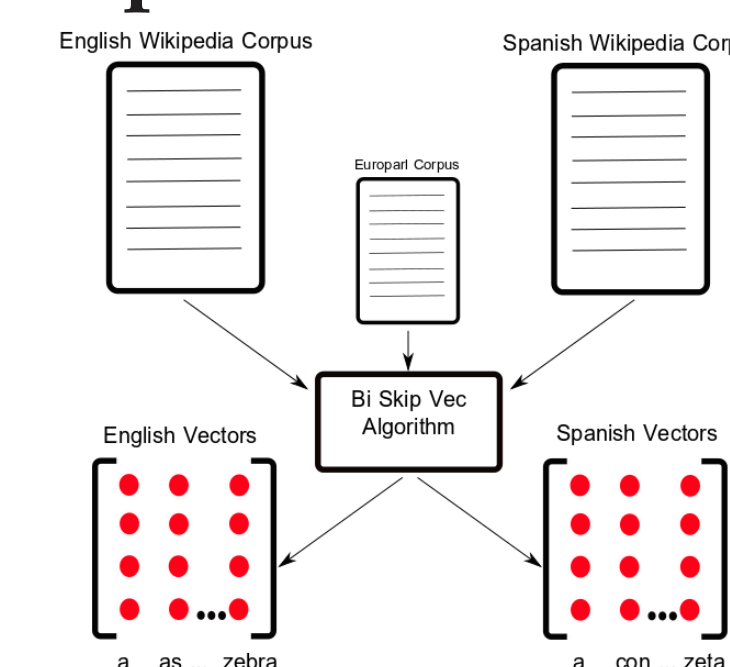 English Wikipedia Corpus
Spanish Wikipedia
Europarl Corpus
Bi Skip Vec
Algorithm
English Vectors
Spanish Vectors
a as ... zebra
a con ... zeta